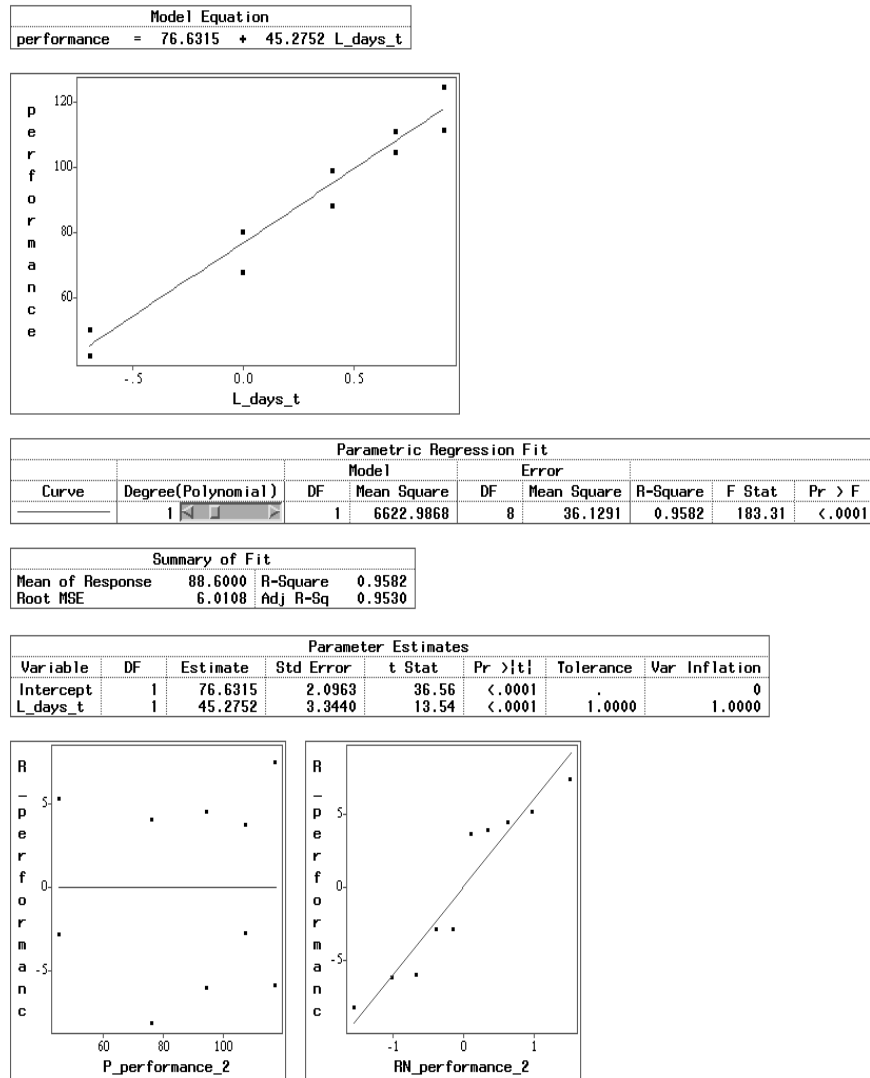 Model Equation
performance = 76.6315 + 45.2752 L_days_t
performance
120
100
80
60
-.5 0.0 0.5
L_days_t
Parametric Regression Fit
Model Error
Curve Degree(Polynomial) DF Mean Square DF Mean Square R-Square F Stat Pr > F
1 1 6622.9868 8 36.1291 0.9582 183.31 <.0001
Summary of Fit
Mean of Response 88.6000 R-Square 0.9582
Root MSE 6.0108 Adj R-Sq 0.9530
Parameter Estimates
Variable DF Estimate Std Error t Stat Pr >|t| Tolerance Var Inflation
Intercept 1 76.6315 2.0963 36.56 <.0001 . 0
L_days_t 1 45.2752 3.3440 13.54 <.0001 1.0000 1.0000
R_performanc
5
0
-5
60 80 100
P_performance_2
R_performanc
5
0
-5
-1 0 1
RN_performance_2